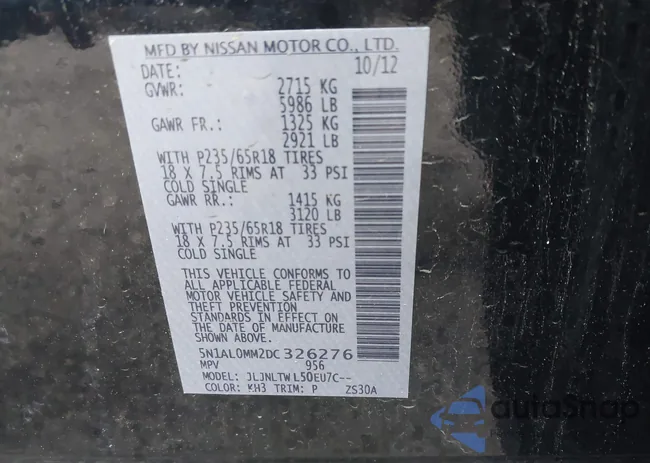 MFD BY NISSAN MOTOR CO., LTD.
DATE: 10/12
GVWR: 2715 KG
5986 LB
GAWR FR.: 1325 KG
2921 LB
WITH P235/65R18 TIRES
18 X 7.5 RIMS AT 33 PSI
COLD SINGLE
GAWR RR.: 1415 KG
3120 LB
WITH P235/65R18 TIRES
18 X 7.5 RIMS AT 33 PSI
COLD SINGLE
THIS VEHICLE CONFORMS TO
ALL APPLICABLE FEDERAL
MOTOR VEHICLE SAFETY AND
THEFT PREVENTION
STANDARDS IN EFFECT ON
THE DATE OF MANUFACTURE
SHOWN ABOVE.
5N1AL0MM2DC326276
MPV 956
MODEL: JLJNLTWL50EU7C--
COLOR: KH3 TRIM: P ZS30A
autoSnap